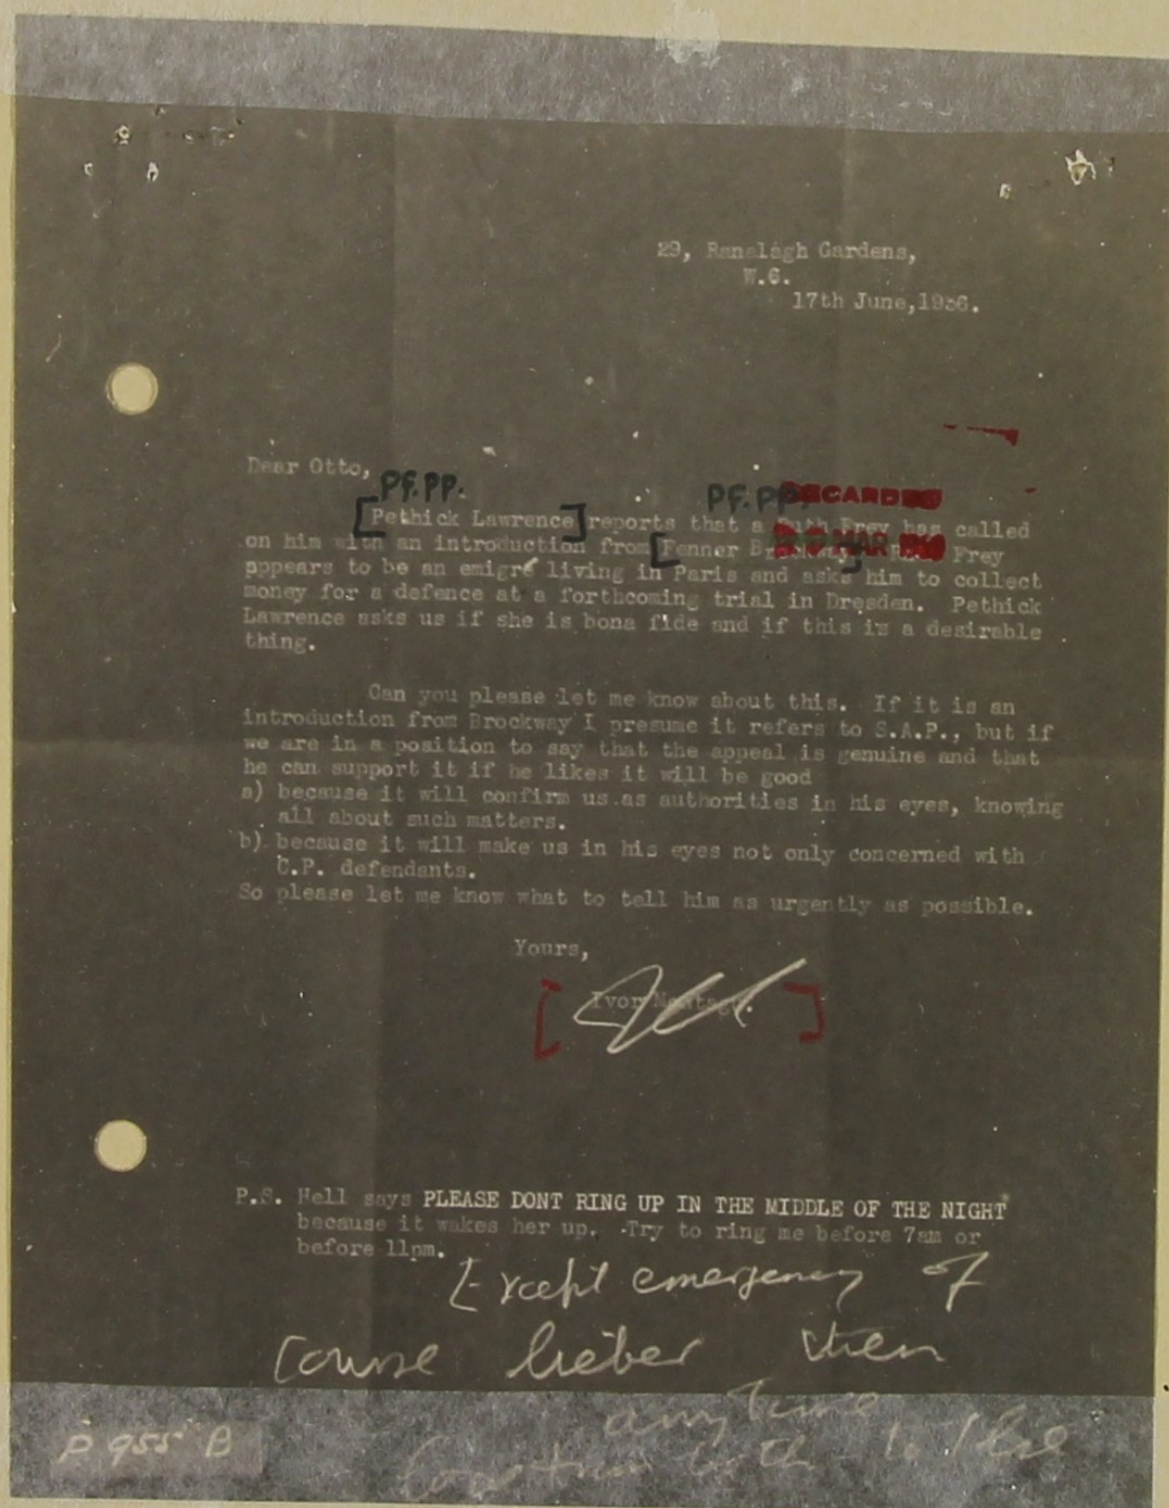 29, Ranelagh Gardens,
W.6.
17th June, 1936.
Dear Otto,
PF.PP.
PF.PP.
Pethick Lawrence reports that a Ruth Frey has called
on him with an introduction from Fenner Brockway. Frey
appears to be an emigré living in Paris and asks him to collect
money for a defence at a forthcoming trial in Dresden. Pethick
Lawrence asks us if she is bona fide and if this is a desirable
thing.
Can you please let me know about this. If it is an
introduction from Brockway I presume it refers to S.A.P., but if
we are in a position to say that the appeal is genuine and that
he can support it if he likes it will be good
a) because it will confirm us as authorities in his eyes, knowing
all about such matters.
b) because it will make us in his eyes not only concerned with
C.P. defendants.
So please let me know what to tell him as urgently as possible.
Yours,
Ivor Montagu.
P.S. Hell says PLEASE DONT RING UP IN THE MIDDLE OF THE NIGHT
because it wakes her up. Try to ring me before 7am or
before 11pm.
Except emergency of
course lieber then
any time
P 955 B